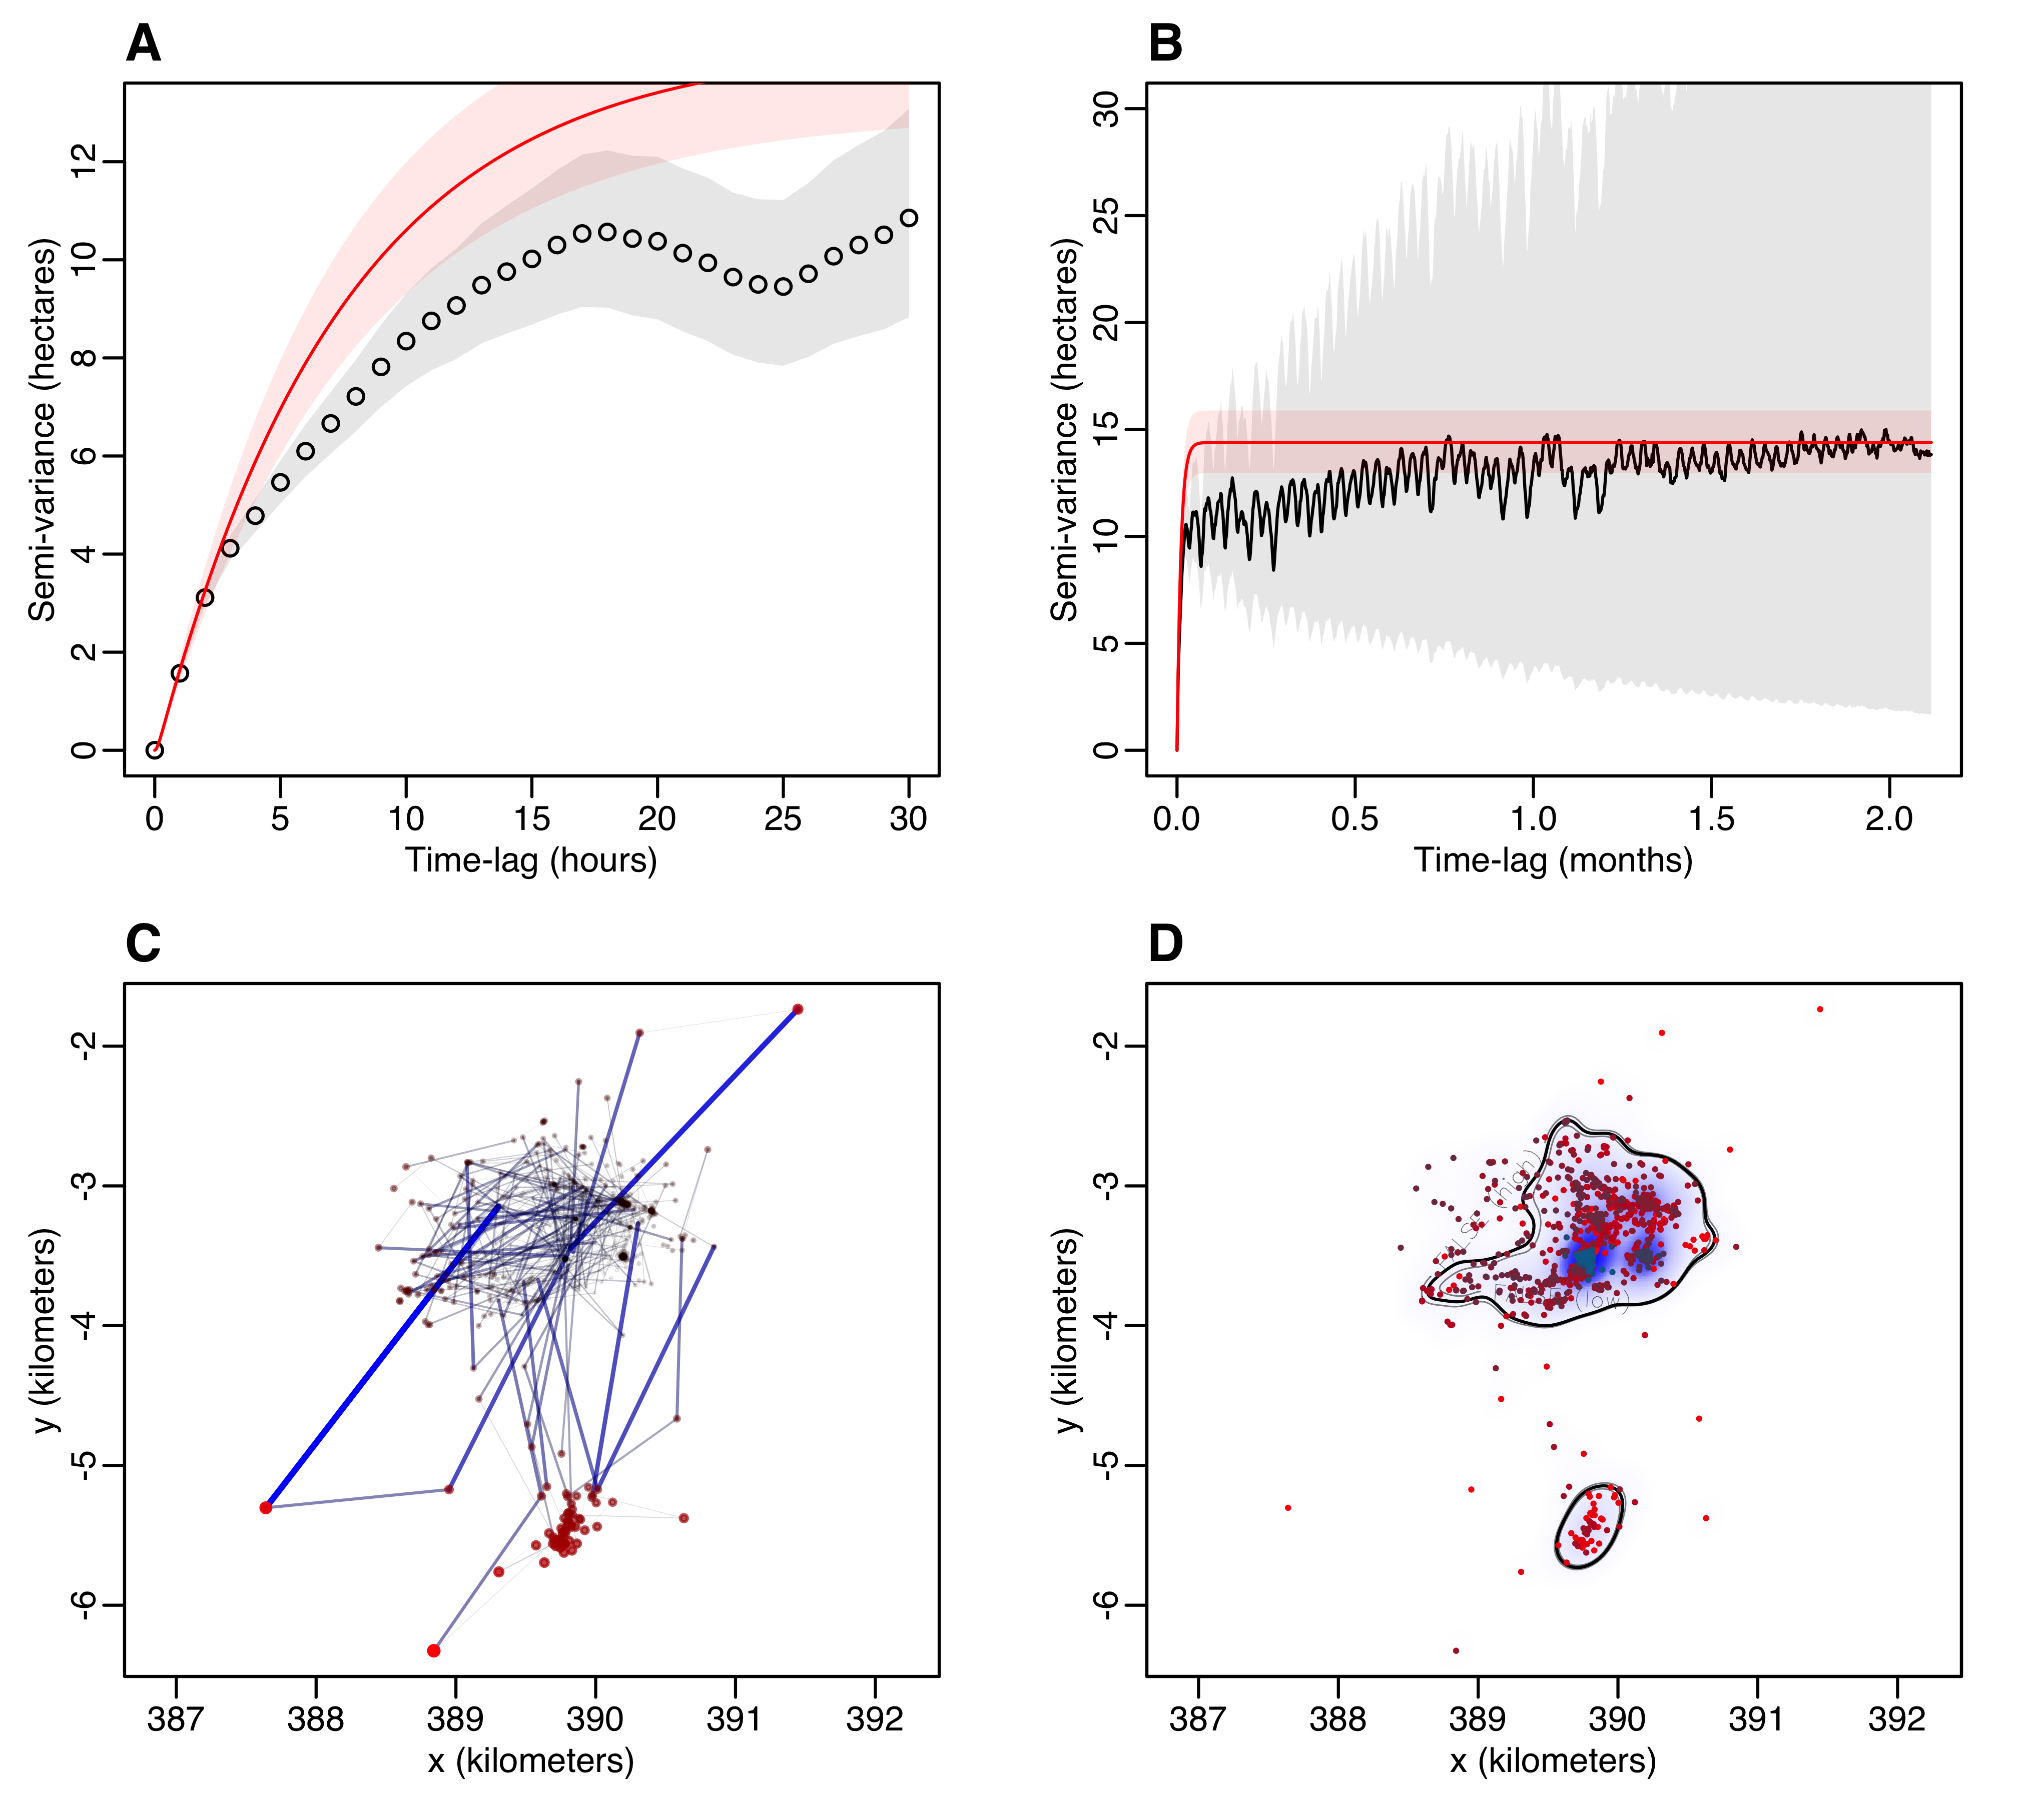 A
Semi-variance (hectares)
0 2 4 6 8 10 12
0 5 10 15 20 25 30
Time-lag (hours)
B
Semi-variance (hectares)
0 5 10 15 20 25 30
0.0 0.5 1.0 1.5 2.0
Time-lag (months)
C
y (kilometers)
-2
-3
-4
-5
-6
387 388 389 390 391 392
x (kilometers)
D
y (kilometers)
-2
-3
-4
-5
-6
(high)
(low)
387 388 389 390 391 392
x (kilometers)